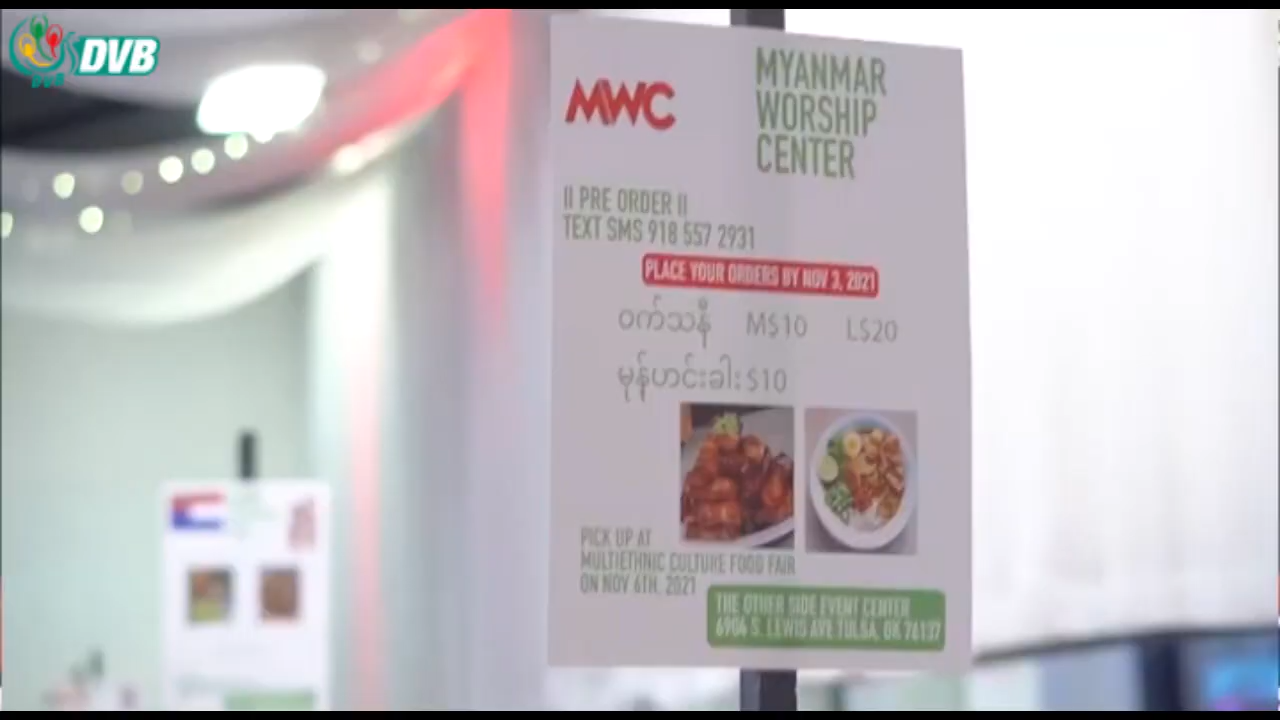 DVB
MWC
MYANMAR
WORSHIP
CENTER
|| PRE ORDER ||
TEXT SMS 918 557 2931
PLACE YOUR ORDERS BY NOV 3, 2021
ဝက်သနီ M$10 L$20
မုန့်ဟင်းခါး $10
PICK UP AT
MULTIETHNIC CULTURE FOOD FAIR
ON NOV 6TH, 2021
THE OTHER SIDE EVENT CENTER
6904 S. LEWIS AVE TULSA, OK 74137